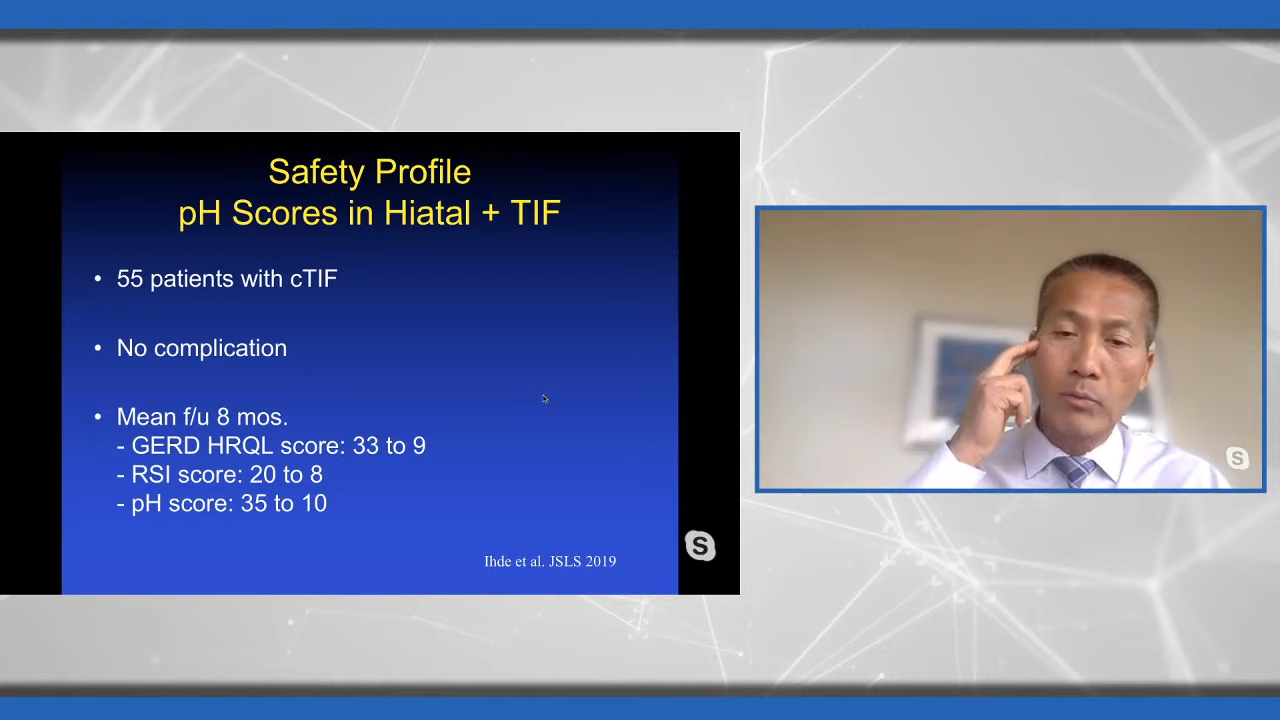 Safety Profile
pH Scores in Hiatal + TIF
• 55 patients with cTIF
• No complication
• Mean f/u 8 mos.
- GERD HRQL score: 33 to 9
- RSI score: 20 to 8
- pH score: 35 to 10
Ihde et al. JSLS 2019
S
S